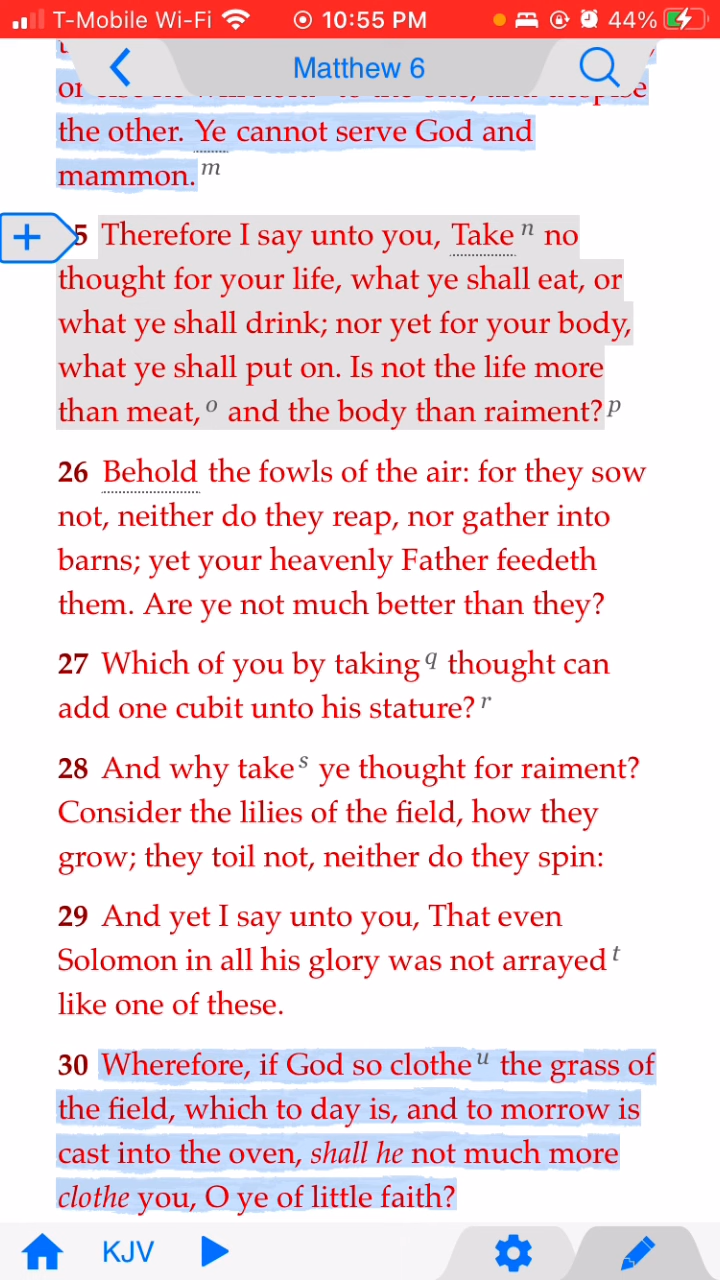 T-Mobile Wi-Fi 10:55 PM 44%
Matthew 6
the other. Ye cannot serve God and
mammon. m
5 Therefore I say unto you, Take n no
thought for your life, what ye shall eat, or
what ye shall drink; nor yet for your body,
what ye shall put on. Is not the life more
than meat, o and the body than raiment? p
26 Behold the fowls of the air: for they sow
not, neither do they reap, nor gather into
barns; yet your heavenly Father feedeth
them. Are ye not much better than they?
27 Which of you by taking q thought can
add one cubit unto his stature? r
28 And why take s ye thought for raiment?
Consider the lilies of the field, how they
grow; they toil not, neither do they spin:
29 And yet I say unto you, That even
Solomon in all his glory was not arrayed t
like one of these.
30 Wherefore, if God so clothe u the grass of
the field, which to day is, and to morrow is
cast into the oven, shall he not much more
clothe you, O ye of little faith?
KJV